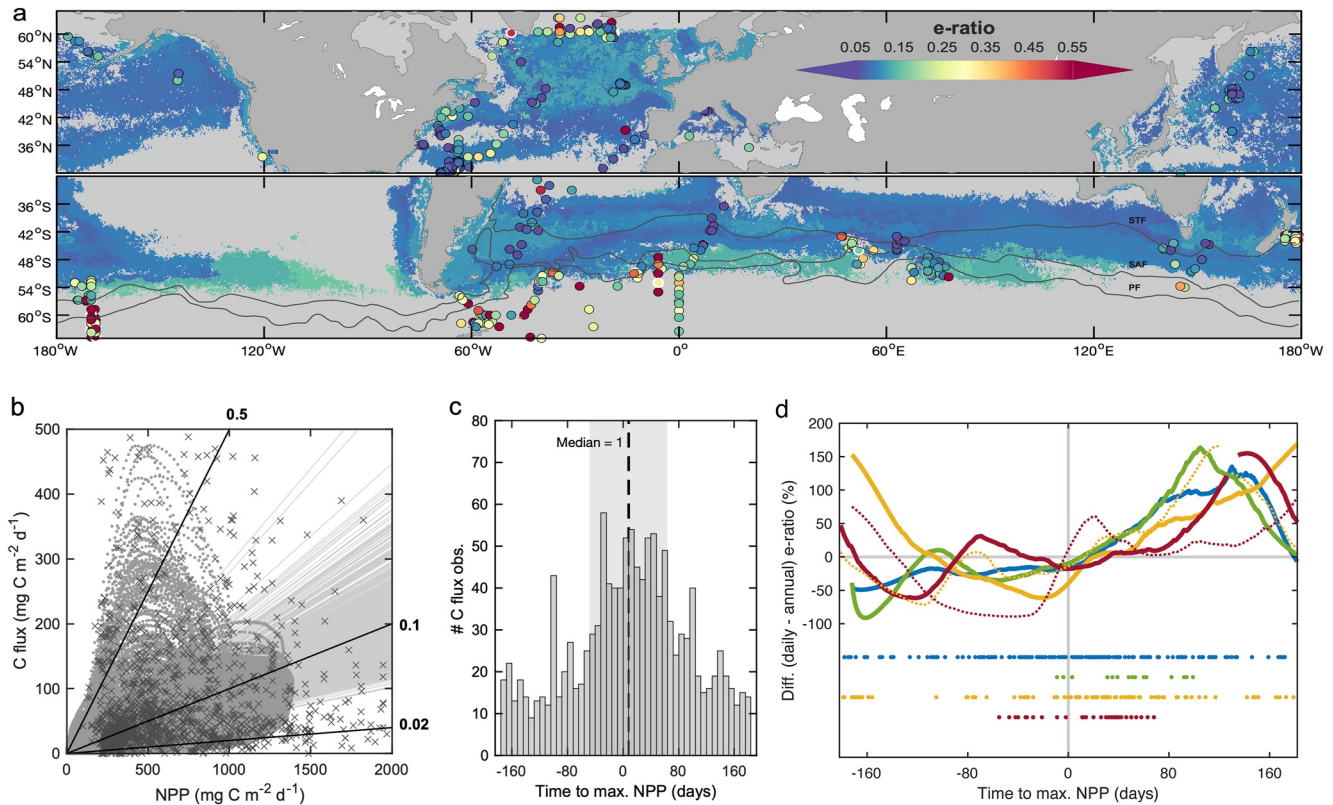 a
e-ratio
0.05 0.15 0.25 0.35 0.45 0.55
60°N
54°N
48°N
42°N
36°N
36°S
42°S
48°S
54°S
60°S
STF
SAF
PF
180°W 120°W 60°W 0° 60°E 120°E 180°W
b
0.5
0.1
0.02
500
400
300
200
100
0
C flux (mg C m-2 d-1)
0 500 1000 1500 2000
NPP (mg C m-2 d-1)
c
Median = 1
80
70
60
50
40
30
20
10
0
# C flux obs.
-160 -80 0 80 160
Time to max. NPP (days)
d
200
150
100
50
0
-50
-100
Diff. (daily - annual) e-ratio (%)
-160 -80 0 80 160
Time to max. NPP (days)